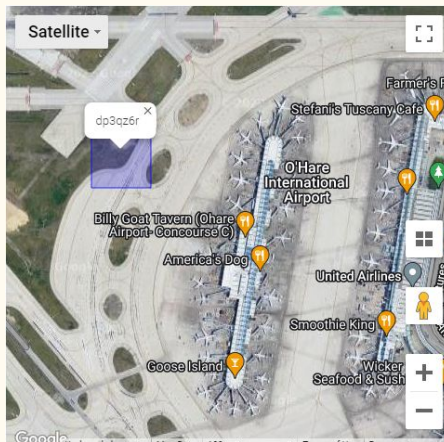 Satellite
×
dp3qz6r
Farmer's
Stefani's Tuscany Cafe
O'Hare
International
Airport
Billy Goat Tavern (Ohare
Airport- Concourse C)
America's Dog
United Airlines
Smoothie King
Goose Island
Wicker
Seafood & Sush
+
−
Google